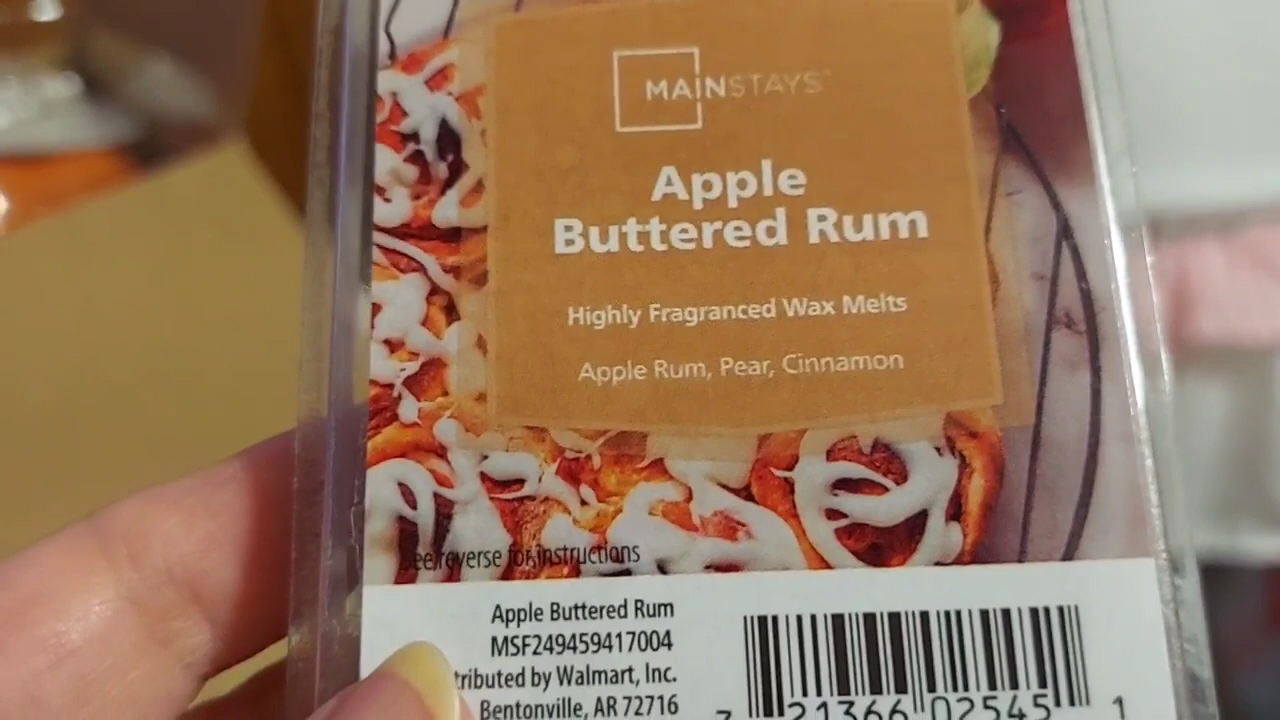 MAINSTAYS™
Apple
Buttered Rum
Highly Fragranced Wax Melts
Apple Rum, Pear, Cinnamon
See reverse for instructions
Apple Buttered Rum
MSF249459417004
tributed by Walmart, Inc.
Bentonville, AR 72716
7 21366 02545 1